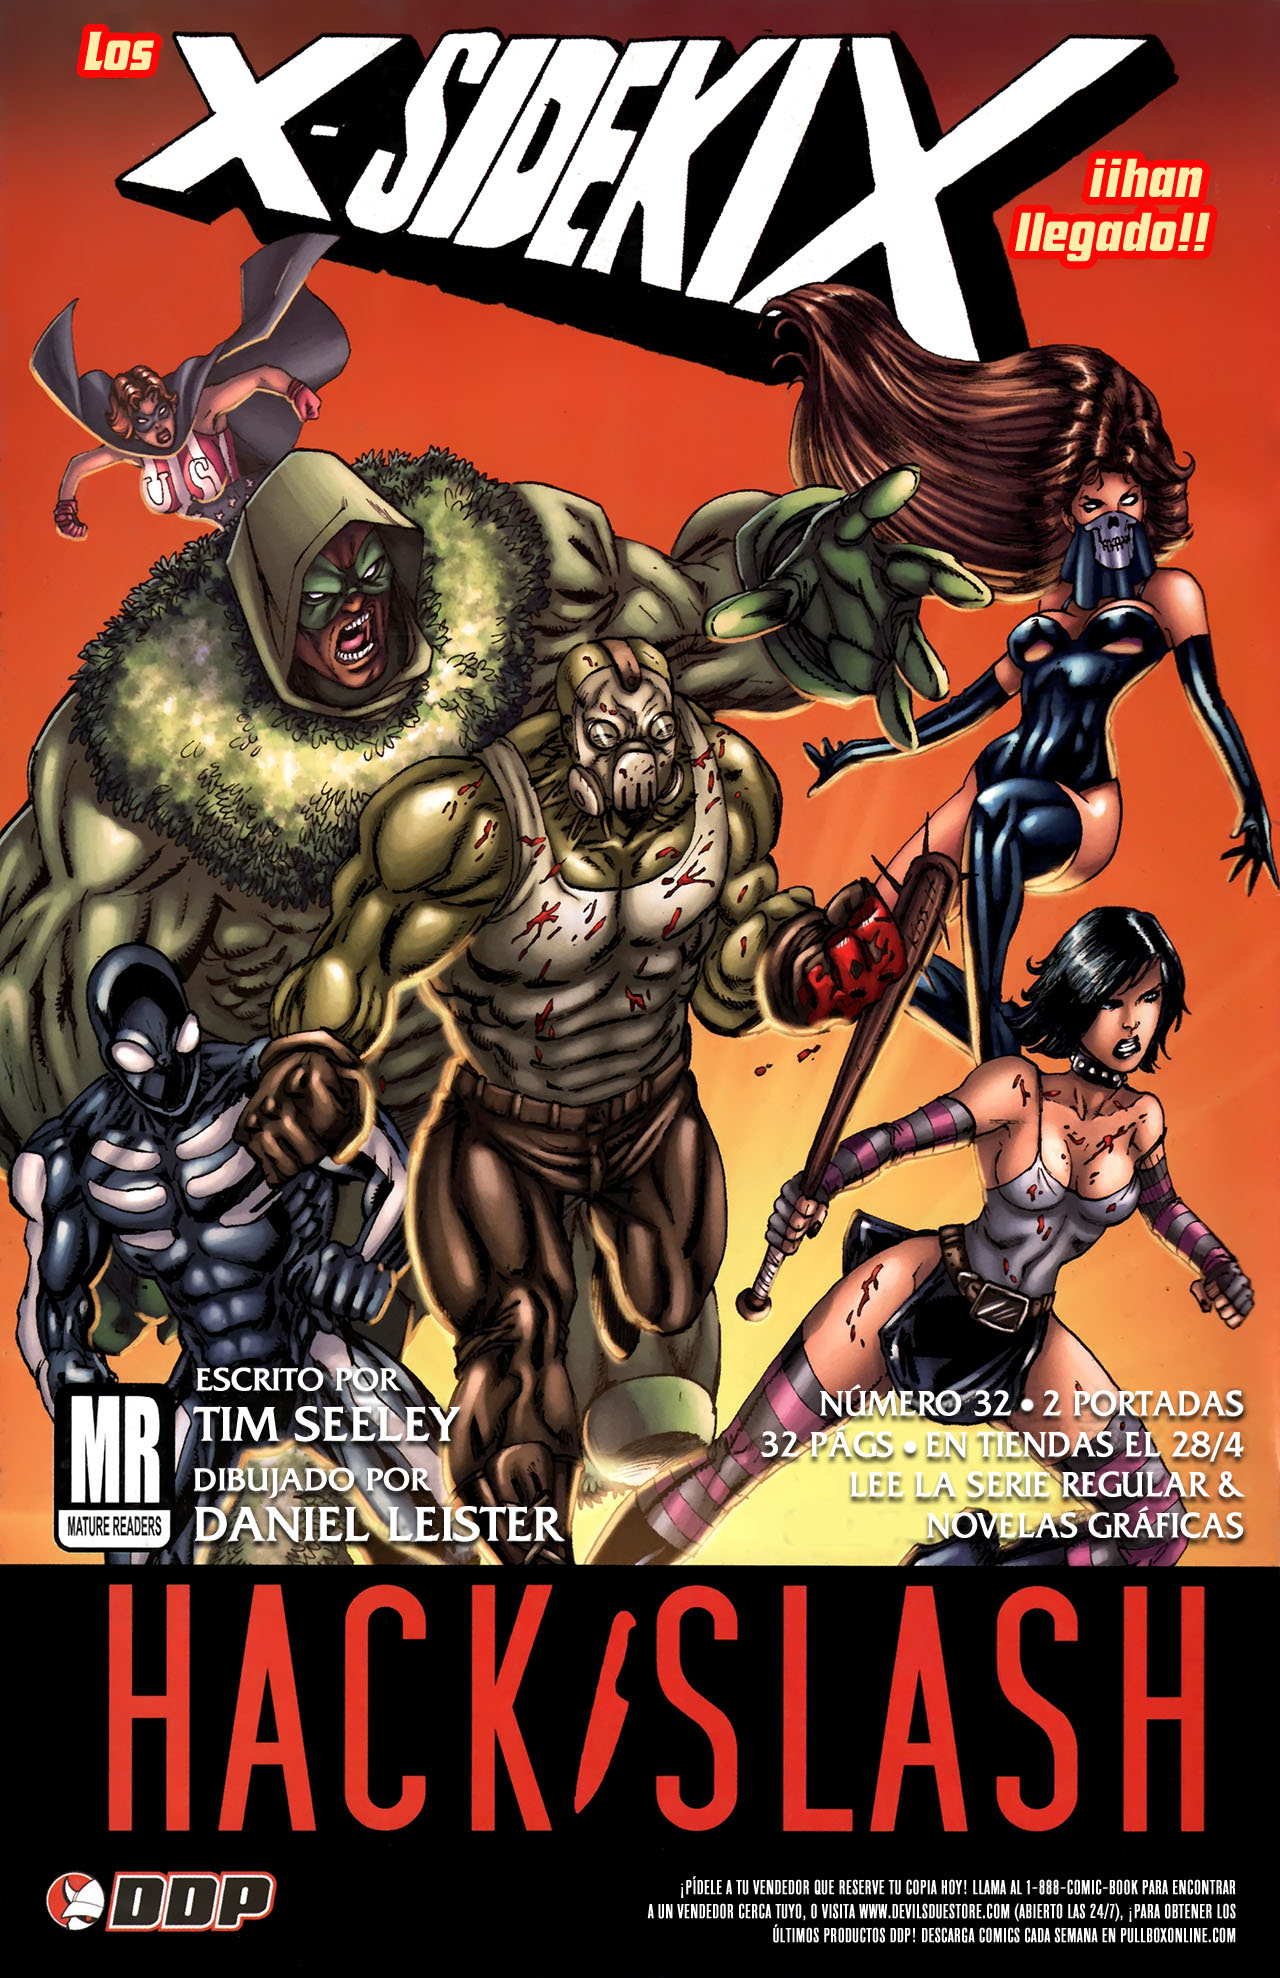 Los
X-SIDEKIX
¡¡han
llegado!!
US
ESCRITO POR
TIM SEELEY
DIBUJADO POR
DANIEL LEISTER
MR
MATURE READERS
NÚMERO 32 • 2 PORTADAS
32 PÁGS • EN TIENDAS EL 28/4
LEE LA SERIE REGULAR &
NOVELAS GRÁFICAS
HACK/SLASH
DDP
¡PÍDELE A TU VENDEDOR QUE RESERVE TU COPIA HOY! LLAMA AL 1-888-COMIC-BOOK PARA ENCONTRAR
A UN VENDEDOR CERCA TUYO, O VISITA WWW.DEVILSDUESTORE.COM (ABIERTO LAS 24/7), ¡PARA OBTENER LOS
ÚLTIMOS PRODUCTOS DDP! DESCARGA COMICS CADA SEMANA EN PULLBOXONLINE.COM